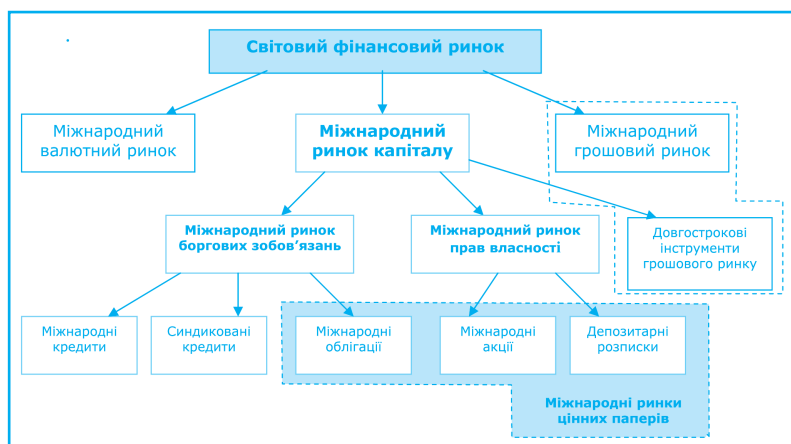 Світовий фінансовий ринок
Міжнародний
валютний ринок
Міжнародний
ринок капіталу
Міжнародний
грошовий ринок
Міжнародний ринок
боргових зобов’язань
Міжнародний ринок
прав власності
Довгострокові
інструменти
грошового ринку
Міжнародні
кредити
Синдиковані
кредити
Міжнародні
облігації
Міжнародні
акції
Депозитарні
розписки
Міжнародні ринки
цінних паперів